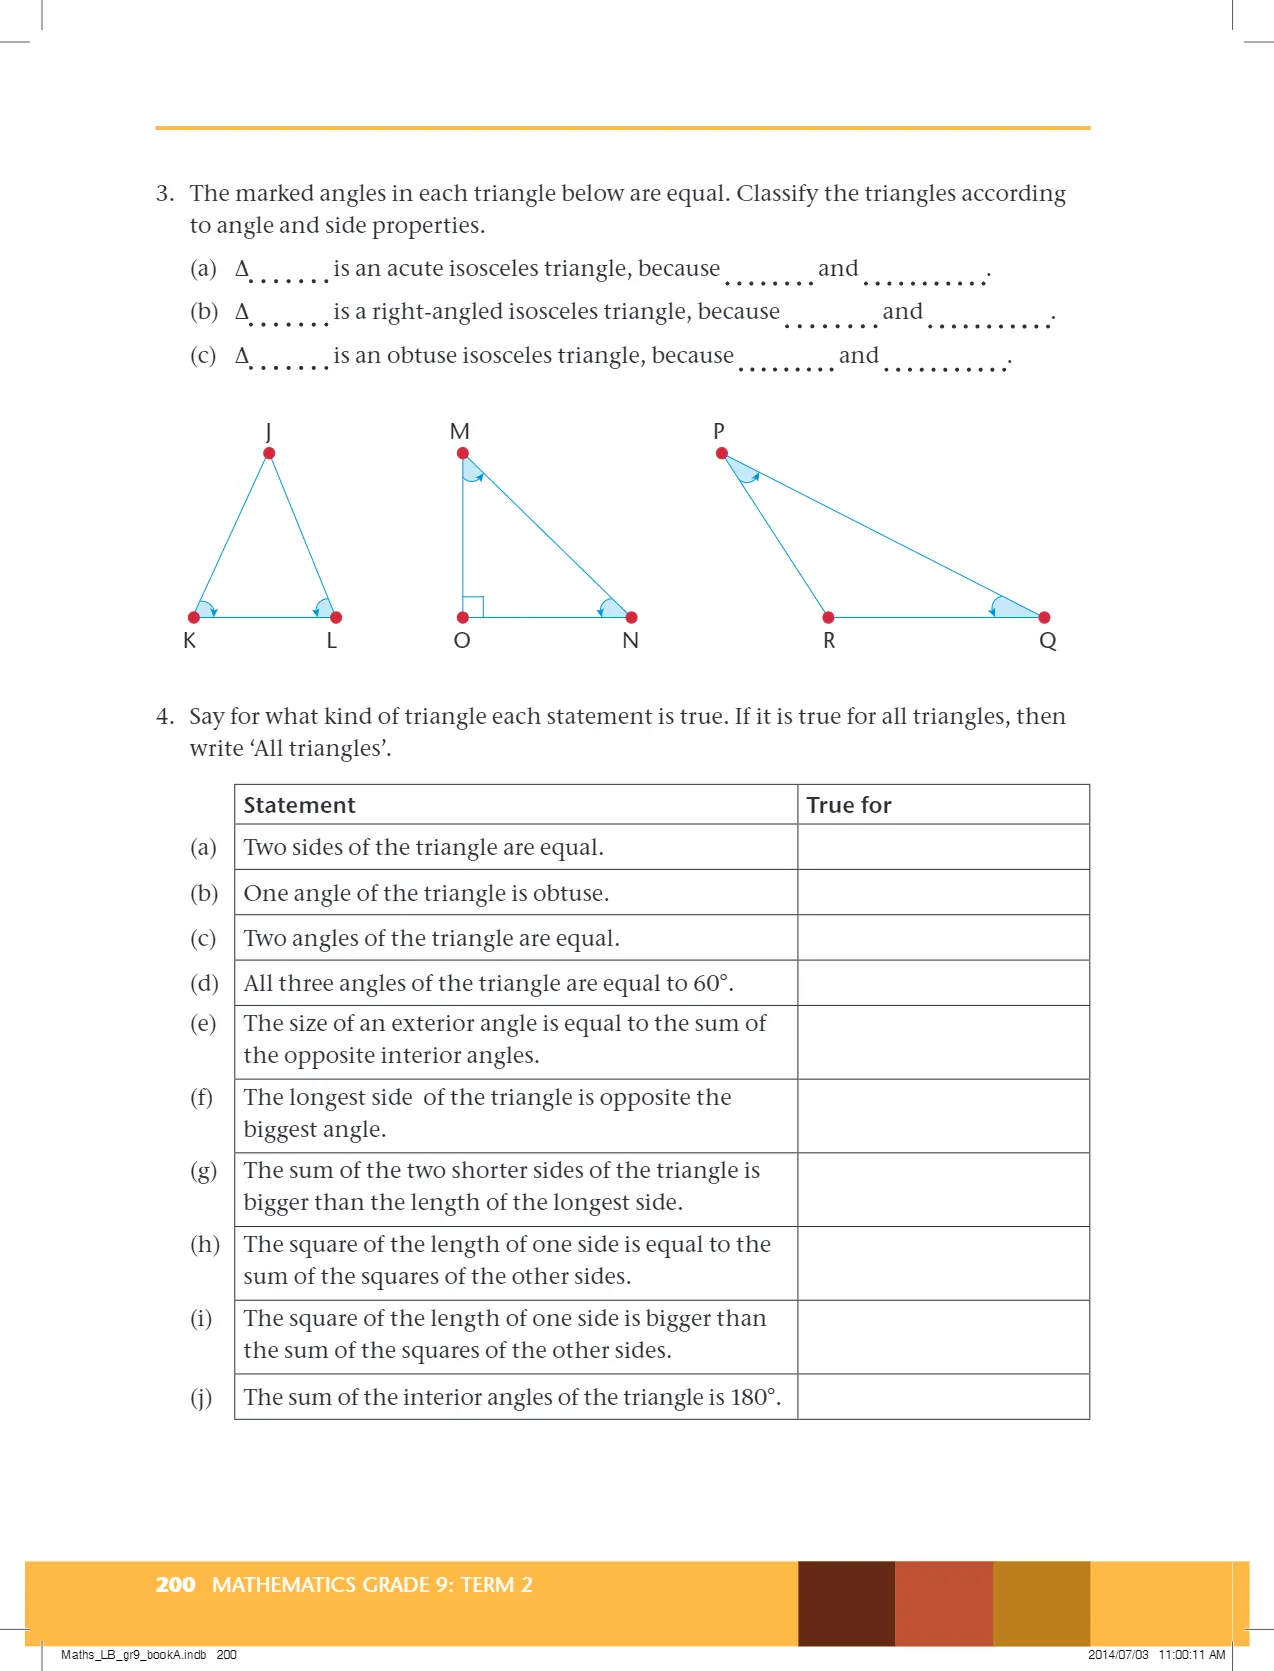 3. The marked angles in each triangle below are equal. Classify the triangles according
to angle and side properties.
(a) Δ....... is an acute isosceles triangle, because ........ and ........... .
(b) Δ....... is a right-angled isosceles triangle, because ........ and ........... .
(c) Δ....... is an obtuse isosceles triangle, because ......... and ........... .
J M P
K L O N R Q
4. Say for what kind of triangle each statement is true. If it is true for all triangles, then
write ‘All triangles’.
Statement True for
(a) Two sides of the triangle are equal.
(b) One angle of the triangle is obtuse.
(c) Two angles of the triangle are equal.
(d) All three angles of the triangle are equal to 60°.
(e) The size of an exterior angle is equal to the sum of
the opposite interior angles.
(f) The longest side of the triangle is opposite the
biggest angle.
(g) The sum of the two shorter sides of the triangle is
bigger than the length of the longest side.
(h) The square of the length of one side is equal to the
sum of the squares of the other sides.
(i) The square of the length of one side is bigger than
the sum of the squares of the other sides.
(j) The sum of the interior angles of the triangle is 180°.
200 MATHEMATICS GRADE 9: TERM 2
Maths_LB_gr9_bookA.indb 200 2014/07/03 11:00:11 AM